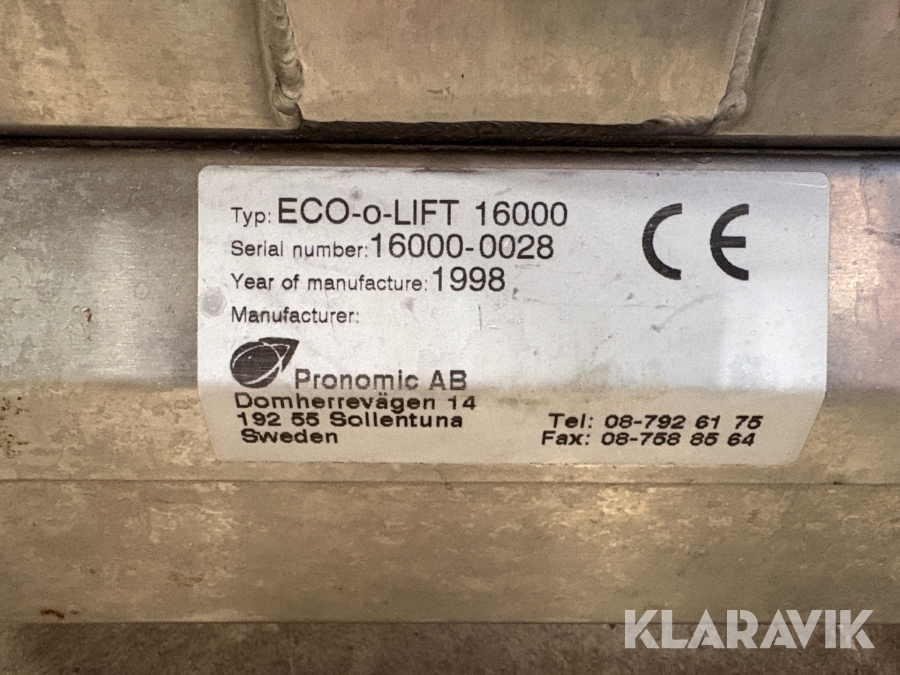 Typ: ECO-o-LIFT 16000
Serial number: 16000-0028
Year of manufacture: 1998
Manufacturer:
CE
Pronomic AB
Domherrevägen 14
192 55 Sollentuna
Sweden
Tel: 08-792 61 75
Fax: 08-758 85 64
KLARAVIK